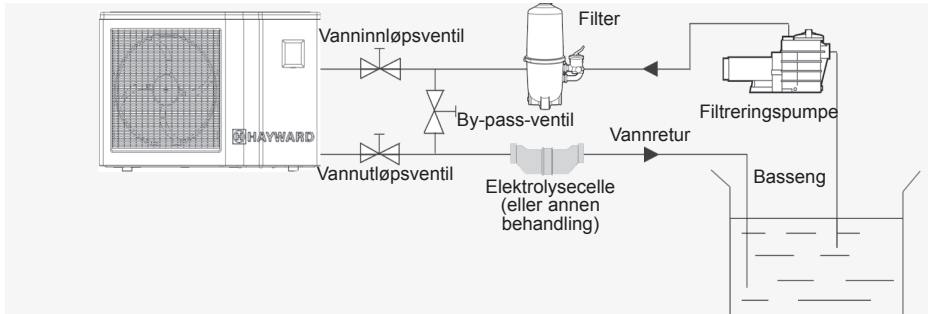 Filter
Vanninnløpsventil
HAYWARD
By-pass-ventil
Filtreringspumpe
Vannretur
Vannutløpsventil
Basseng
Elektrolysecelle
(eller annen
behandling)